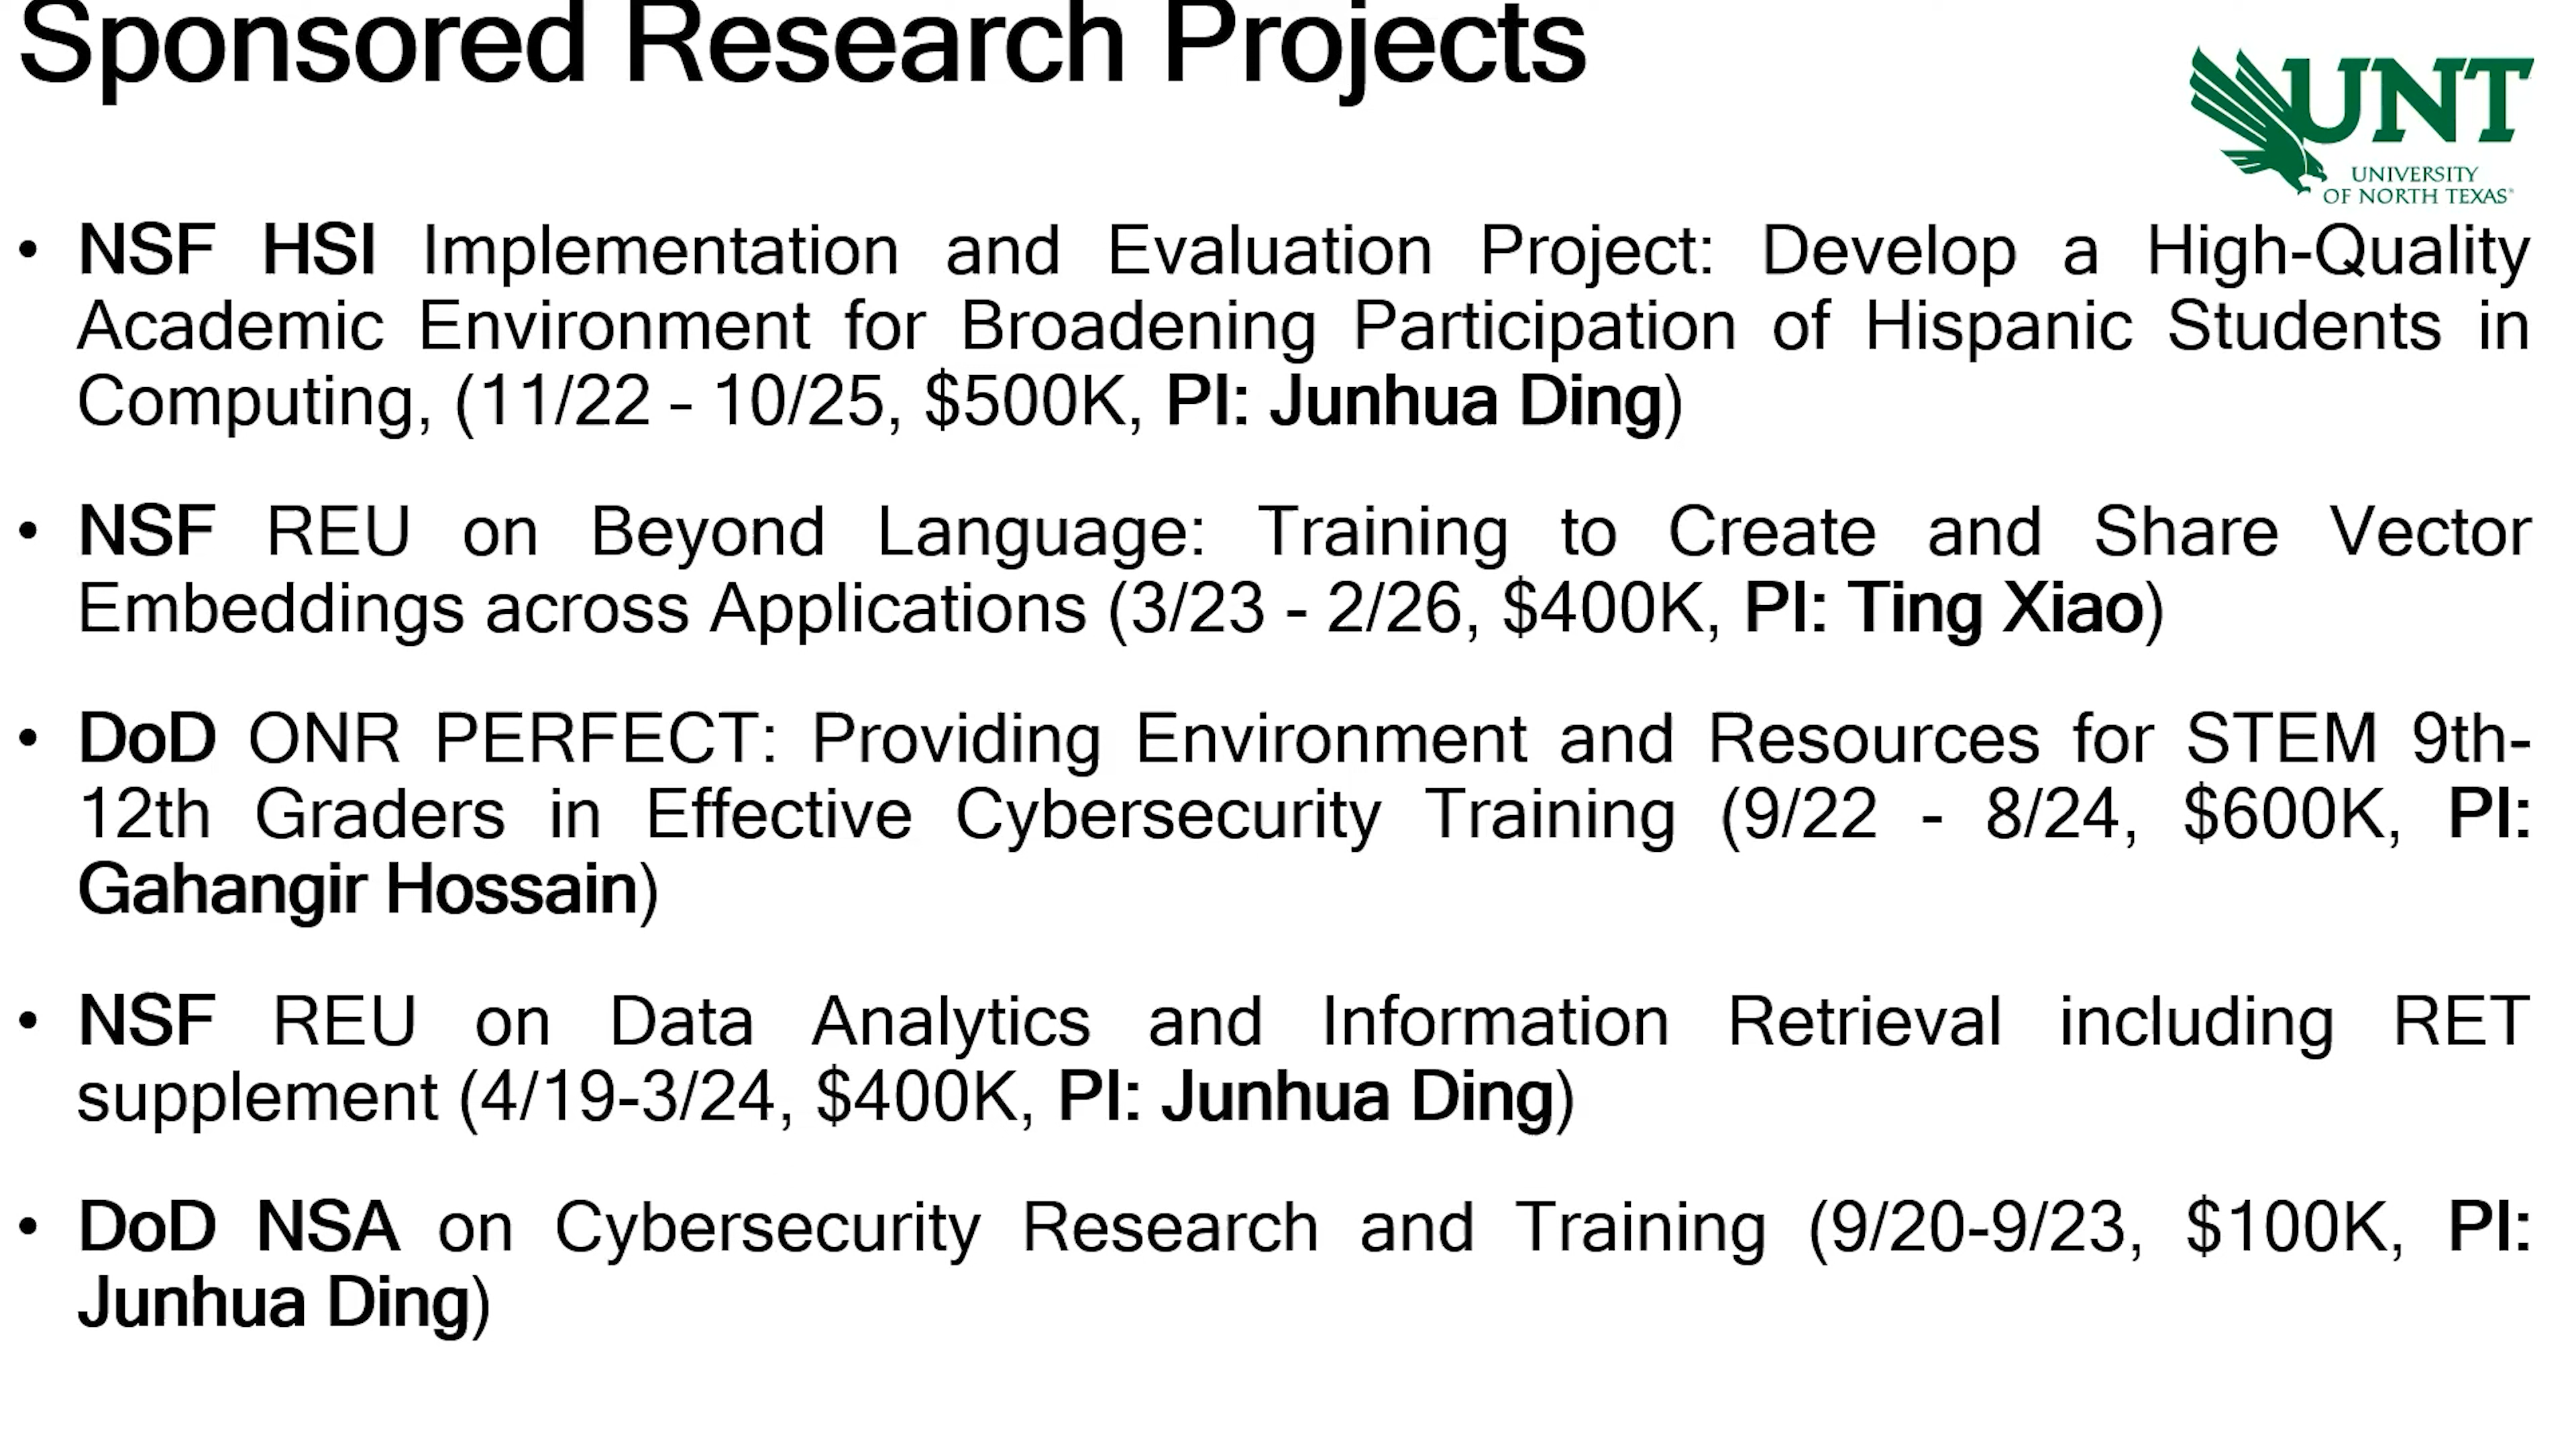 Sponsored Research Projects
UNT
UNIVERSITY
OF NORTH TEXAS®
• NSF HSI Implementation and Evaluation Project: Develop a High-Quality
Academic Environment for Broadening Participation of Hispanic Students in
Computing, (11/22 – 10/25, $500K, PI: Junhua Ding)
• NSF REU on Beyond Language: Training to Create and Share Vector
Embeddings across Applications (3/23 - 2/26, $400K, PI: Ting Xiao)
• DoD ONR PERFECT: Providing Environment and Resources for STEM 9th-
12th Graders in Effective Cybersecurity Training (9/22 - 8/24, $600K, PI:
Gahangir Hossain)
• NSF REU on Data Analytics and Information Retrieval including RET
supplement (4/19-3/24, $400K, PI: Junhua Ding)
• DoD NSA on Cybersecurity Research and Training (9/20-9/23, $100K, PI:
Junhua Ding)